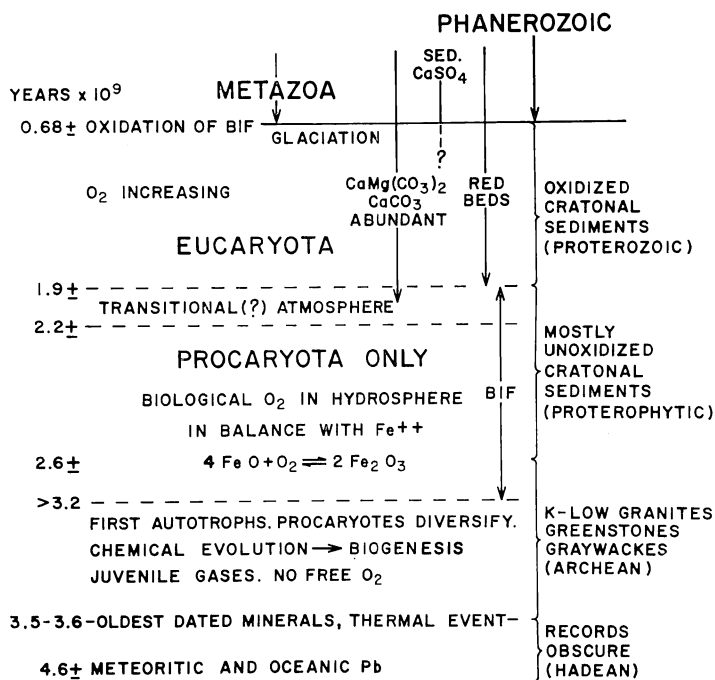 PHANEROZOIC
SED.
CaSO4
YEARS x 10^9
METAZOA
0.68± OXIDATION OF BIF
GLACIATION
?
O2 INCREASING
CaMg(CO3)2
CaCO3
ABUNDANT
RED
BEDS
OXIDIZED
CRATONAL
SEDIMENTS
(PROTEROZOIC)
EUCARYOTA
1.9±
TRANSITIONAL(?) ATMOSPHERE
2.2±
PROCARYOTA ONLY
BIOLOGICAL O2 IN HYDROSPHERE
IN BALANCE WITH Fe++
BIF
MOSTLY
UNOXIDIZED
CRATONAL
SEDIMENTS
(PROTEROPHYTIC)
2.6±
4 FeO+O2 ⇌ 2 Fe2O3
>3.2
FIRST AUTOTROPHS. PROCARYOTES DIVERSIFY.
CHEMICAL EVOLUTION → BIOGENESIS
JUVENILE GASES. NO FREE O2
K-LOW GRANITES
GREENSTONES
GRAYWACKES
(ARCHEAN)
3.5-3.6-OLDEST DATED MINERALS, THERMAL EVENT-
4.6± METEORITIC AND OCEANIC Pb
RECORDS
OBSCURE
(HADEAN)